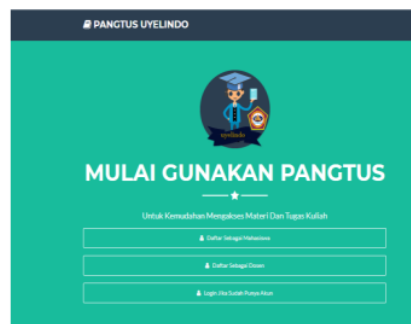 PANGTUS UYELINDO
uyelindo
MULAI GUNAKAN PANGTUS
Untuk Kemudahan Mengakses Materi Dan Tugas Kuliah
Daftar Sebagai Mahasiswa
Daftar Sebagai Dosen
Login Jika Sudah Punya Akun